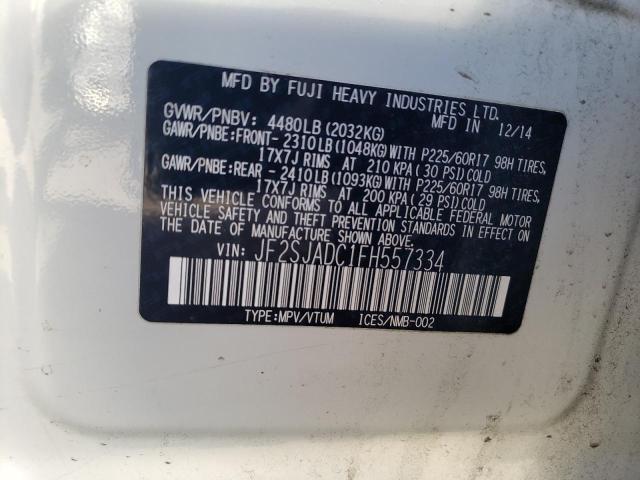 MFD BY FUJI HEAVY INDUSTRIES LTD.
MFD IN 12/14
GVWR/PNBV: 4480LB (2032KG)
GAWR/PNBE:FRONT- 2310 LB (1048KG) WITH P225/60R17 98H TIRES,
17X7J RIMS AT 210 KPA ( 30 PSI) COLD
GAWR/PNBE:REAR - 2410 LB (1093KG) WITH P225/60R17 98H TIRES,
17X7J RIMS AT 200 KPA (29 PSI) COLD
THIS VEHICLE CONFORMS TO ALL APPLICABLE FEDERAL MOTOR
VEHICLE SAFETY AND THEFT PREVENTION STANDARDS IN EFFECT ON
THE DATE OF MANUFACTURE SHOWN ABOVE.
VIN: JF2SJADC1FH557334
TYPE:MPV/VTUM ICES/NMB-002